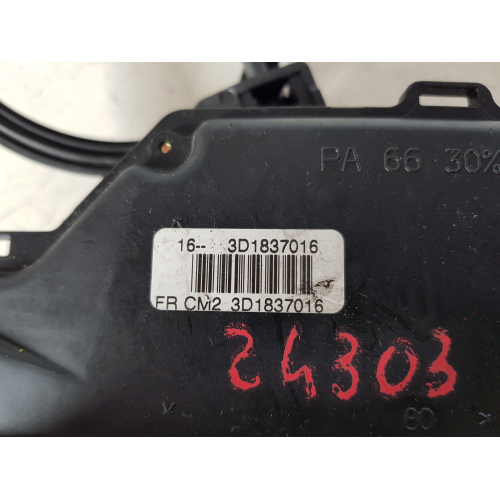 PA 66 30%
16-- 3D1837016
FR CM2 3D1837016
24303
80